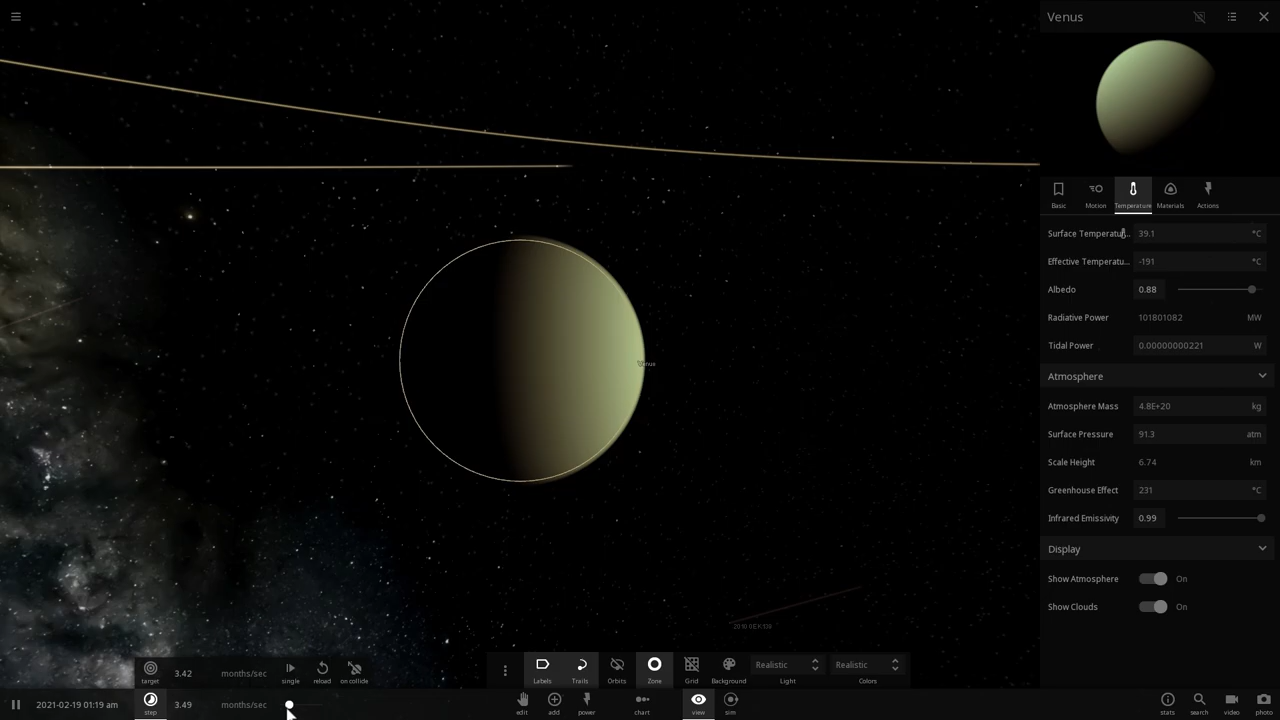 Venus
Basic Motion Temperature Materials Actions
Surface Temperatu... 39.1 °C
Effective Temperatu... -191 °C
Albedo 0.88
Radiative Power 101801082 MW
Tidal Power 0.00000000221 W
Atmosphere
Atmosphere Mass 4.8E+20 kg
Surface Pressure 91.3 atm
Scale Height 6.74 km
Greenhouse Effect 231 °C
Infrared Emissivity 0.99
Display
Show Atmosphere On
Show Clouds On
Venus
target 3.42 months/sec single reload on collide
Labels Trails Orbits Zone Grid Background Realistic Light Realistic Colors
2021-02-19 01:19 am step 3.49 months/sec
edit add power chart view sim
stats search video photo